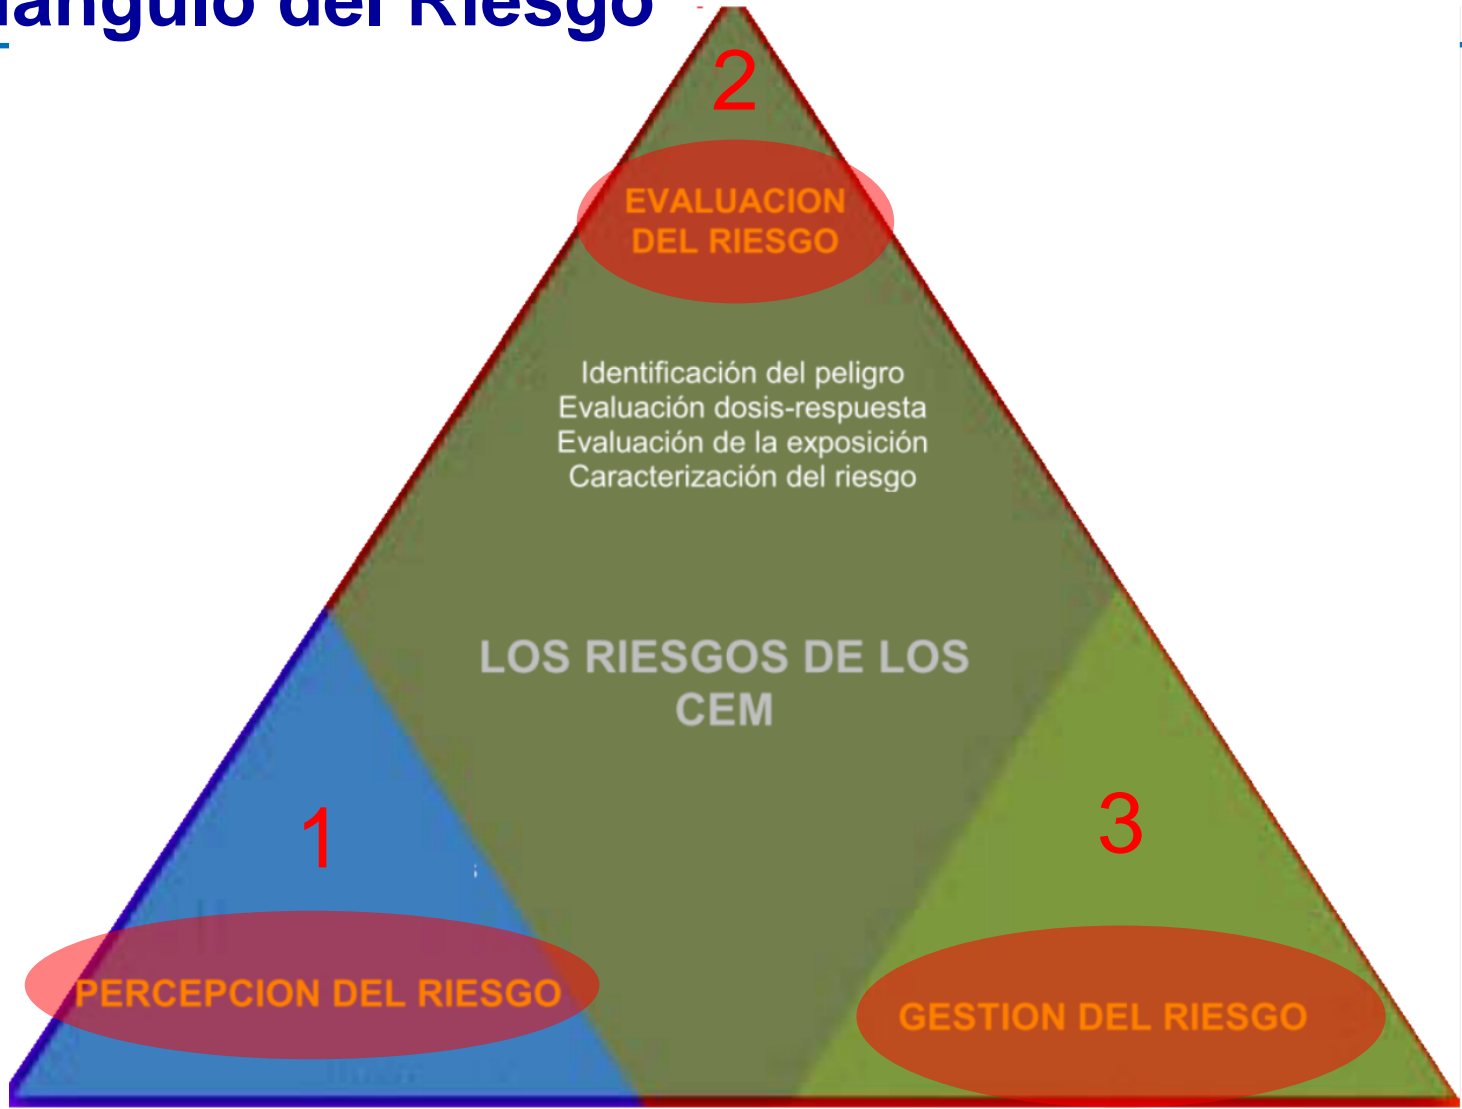 del Riesgo
2
EVALUACION
DEL RIESGO
Identificación del peligro
Evaluación dosis-respuesta
Evaluación de la exposición
Caracterización del riesgo
LOS RIESGOS DE LOS
CEM
1
3
PERCEPCION DEL RIESGO
GESTION DEL RIESGO